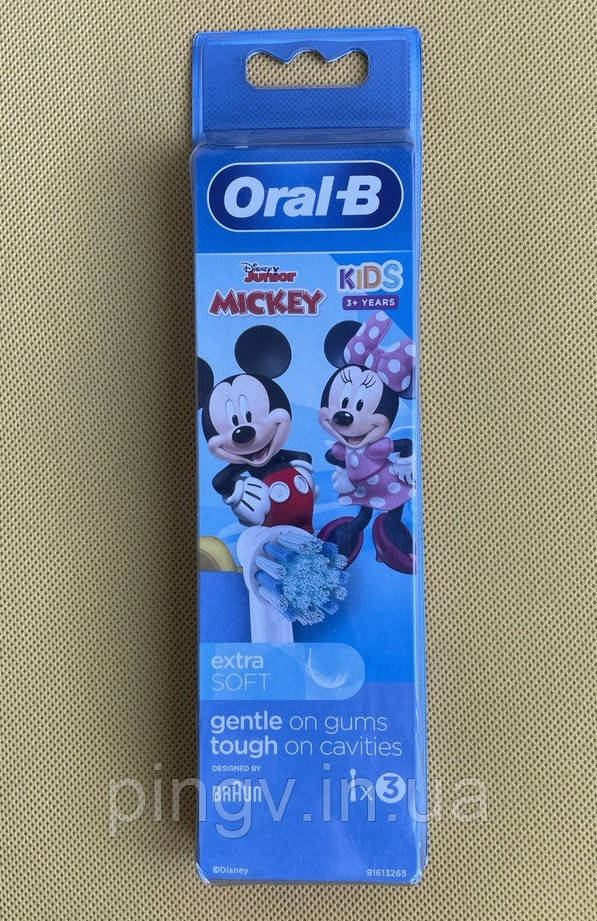 Oral-B
Disney
Junior
MICKEY
KIDS
3+ YEARS
extra
SOFT
gentle on gums
tough on cavities
DESIGNED BY
BRAUN
x3
©Disney
91613265
pingv.in.ua